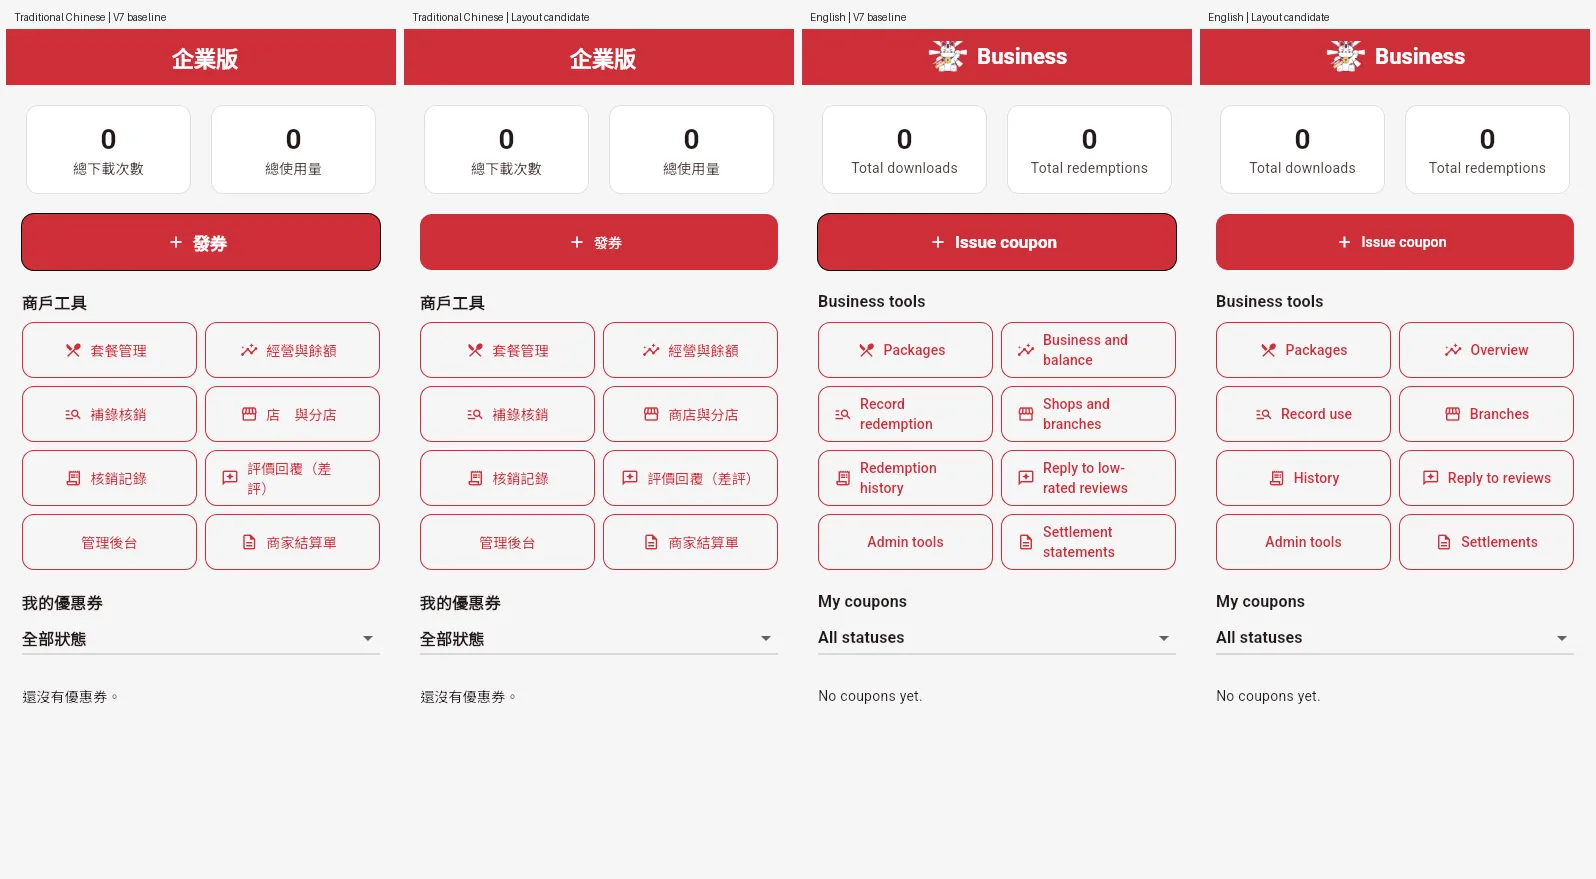 Traditional Chinese | V7 baseline
企業版
0
總下載次數
0
總使用量
+ 發券
商戶工具
套餐管理
經營與餘額
補錄核銷
店　與分店
核銷記錄
評價回覆（差
評）
管理後台
商家結算單
我的優惠券
全部狀態
還沒有優惠券。
Traditional Chinese | Layout candidate
企業版
0
總下載次數
0
總使用量
+ 發券
商戶工具
套餐管理
經營與餘額
補錄核銷
商店與分店
核銷記錄
評價回覆（差評）
管理後台
商家結算單
我的優惠券
全部狀態
還沒有優惠券。
English | V7 baseline
Business
0
Total downloads
0
Total redemptions
+ Issue coupon
Business tools
Packages
Business and
balance
Record
redemption
Shops and
branches
Redemption
history
Reply to low-
rated reviews
Admin tools
Settlement
statements
My coupons
All statuses
No coupons yet.
English | Layout candidate
Business
0
Total downloads
0
Total redemptions
+ Issue coupon
Business tools
Packages
Overview
Record use
Branches
History
Reply to reviews
Admin tools
Settlements
My coupons
All statuses
No coupons yet.